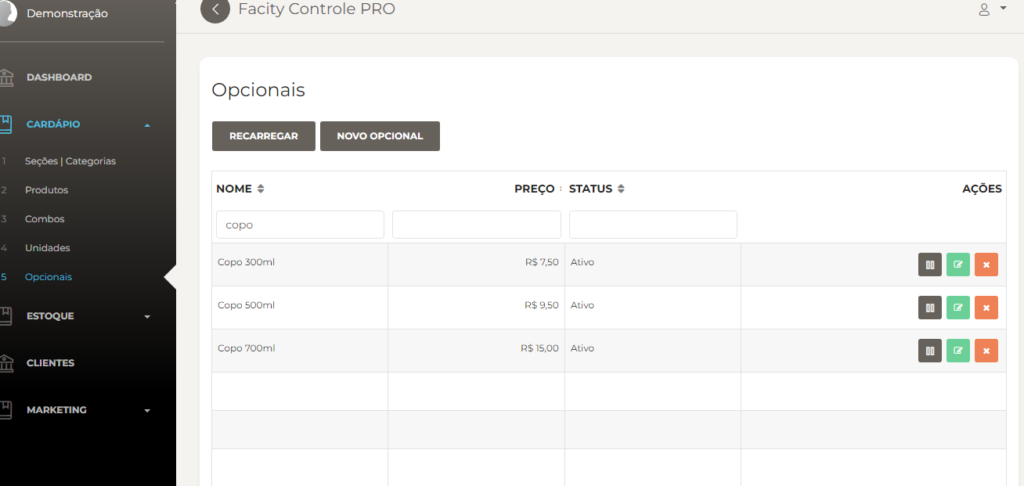 Demonstração
Facity Controle PRO
DASHBOARD
CARDÁPIO
1 Seções | Categorias
2 Produtos
3 Combos
4 Unidades
5 Opcionais
ESTOQUE
CLIENTES
MARKETING
Opcionais
RECARREGAR NOVO OPCIONAL
NOME PREÇO STATUS AÇÕES
copo
Copo 300ml R$ 7,50 Ativo
Copo 500ml R$ 9,50 Ativo
Copo 700ml R$ 15,00 Ativo